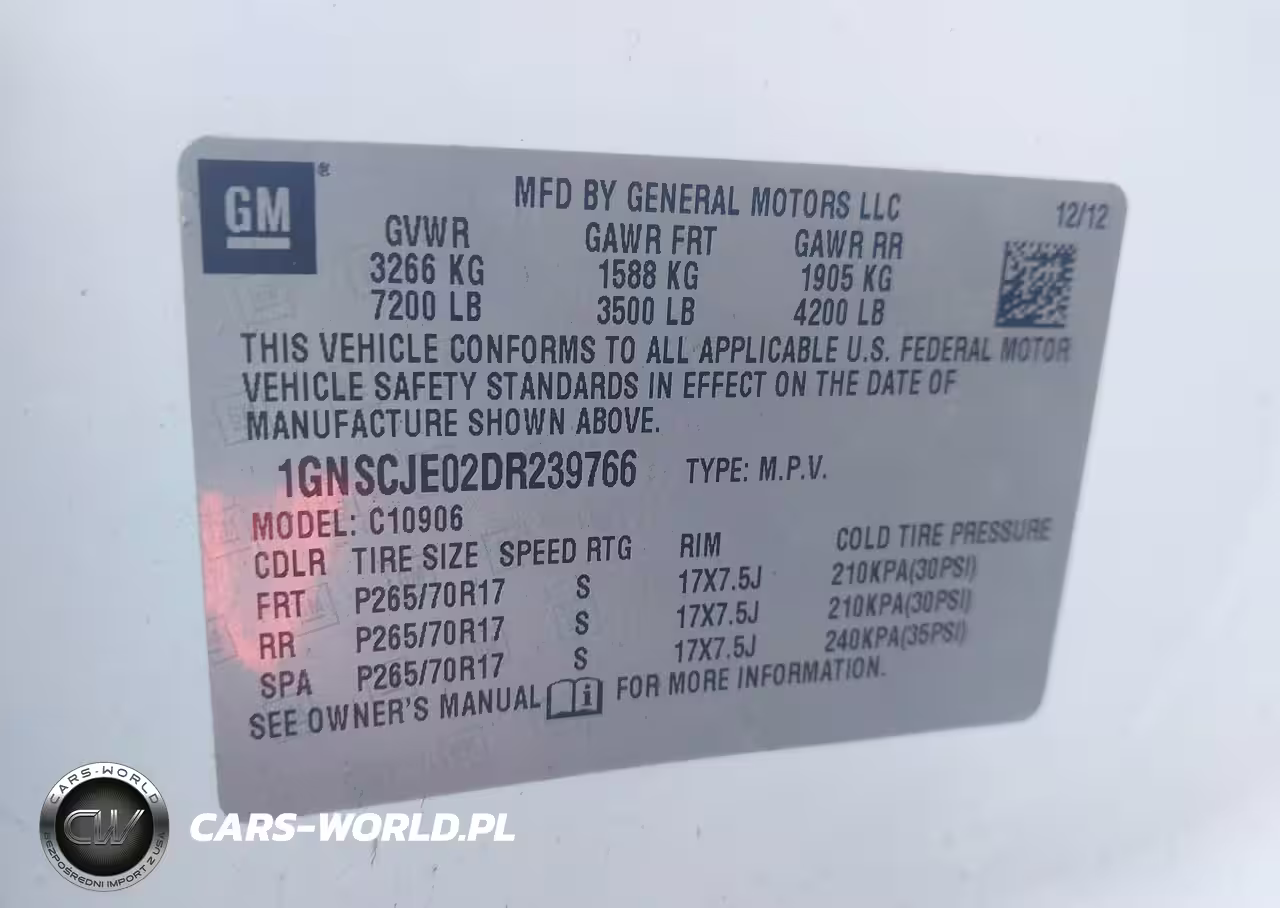 GM ®
MFD BY GENERAL MOTORS LLC
12/12
GVWR GAWR FRT GAWR RR
3266 KG 1588 KG 1905 KG
7200 LB 3500 LB 4200 LB
THIS VEHICLE CONFORMS TO ALL APPLICABLE U.S. FEDERAL MOTOR
VEHICLE SAFETY STANDARDS IN EFFECT ON THE DATE OF
MANUFACTURE SHOWN ABOVE.
1GNSCJE02DR239766 TYPE: M.P.V.
MODEL: C10906
CDLR TIRE SIZE SPEED RTG RIM COLD TIRE PRESSURE
FRT P265/70R17 S 17X7.5J 210KPA(30PSI)
RR P265/70R17 S 17X7.5J 210KPA(30PSI)
SPA P265/70R17 S 17X7.5J 240KPA(35PSI)
SEE OWNER'S MANUAL i FOR MORE INFORMATION.
CARS-WORLD
CW
BEZPOŚREDNI IMPORT Z USA
CARS-WORLD.PL